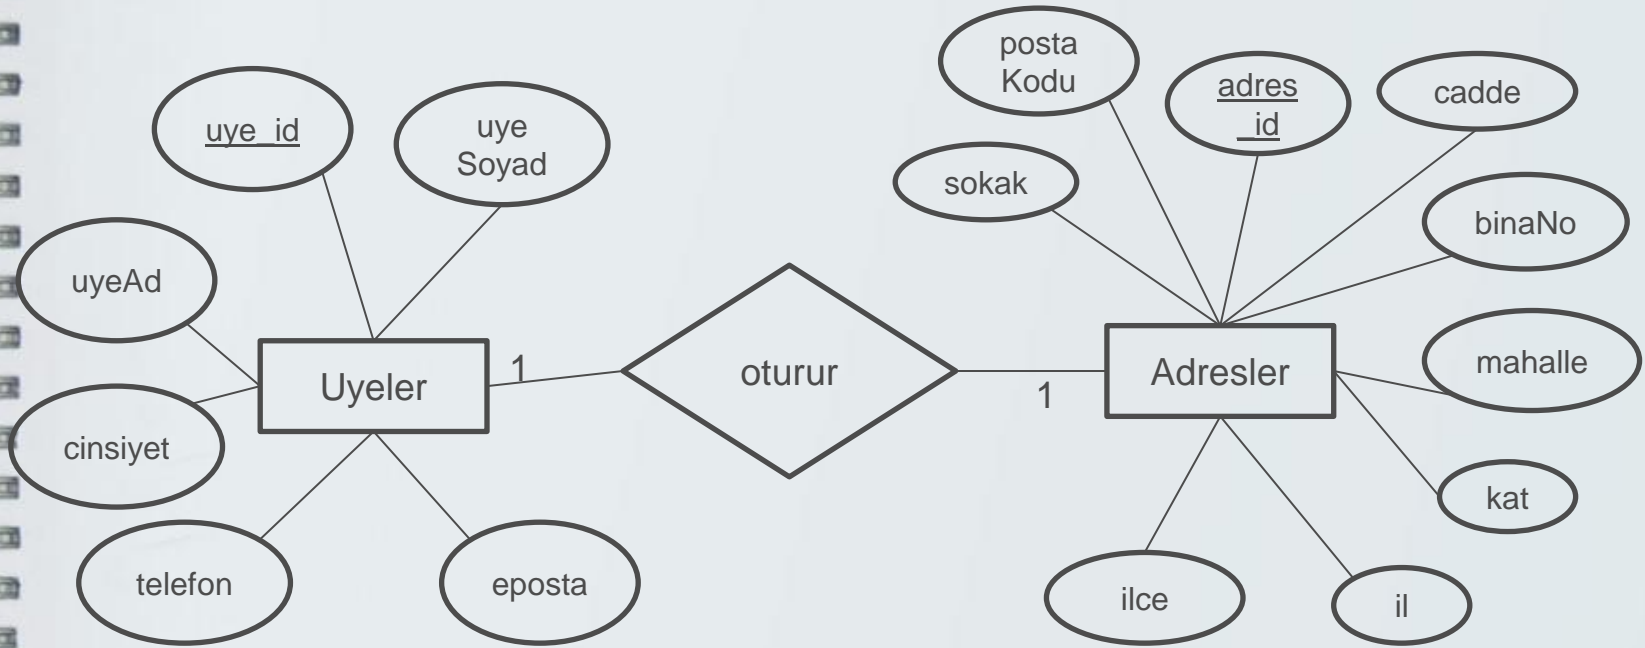 posta
Kodu
adres
_id
cadde
uye_id
uye
Soyad
sokak
binaNo
uyeAd
Uyeler
1
oturur
1
Adresler
mahalle
cinsiyet
kat
telefon
eposta
ilce
il